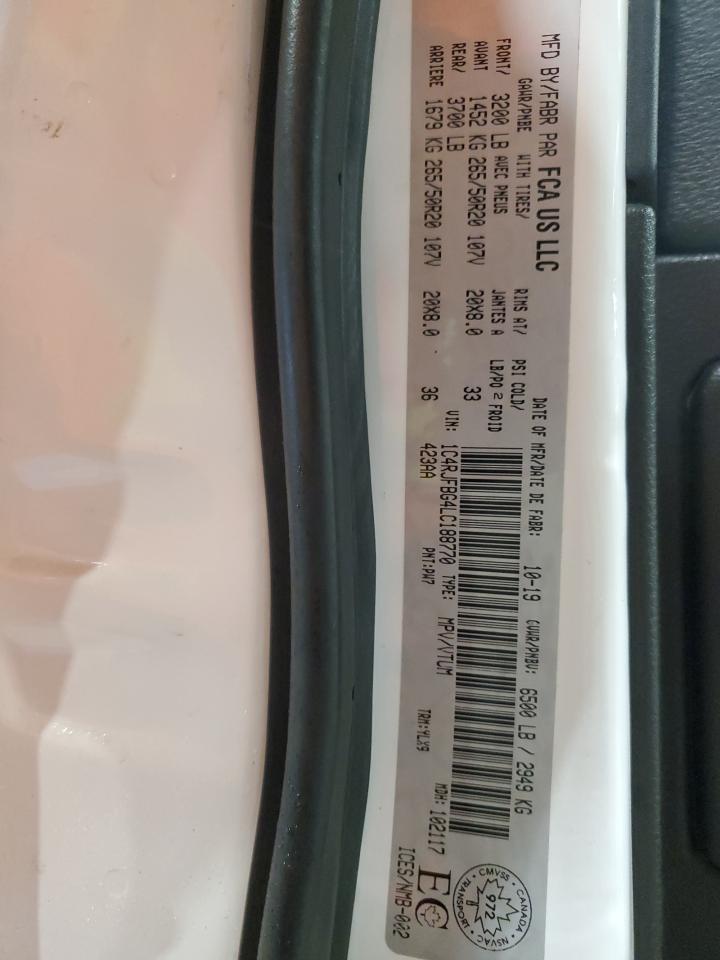 MFD BY/FABR PAR FCA US LLC
DATE OF MFR/DATE DE FABR: 10-19 GVWR/PNBV: 6500 LB / 2949 KG
GAWR/PNBE WITH TIRES/ RIMS AT/ PSI COLD/
AVEC PNEUS JANTES A LB/PO 2 FROID
FRONT/ 3200 LB
AVANT 1452 KG 265/50R20 107V 20X8.0 33
REAR/ 3700 LB
ARRIERE 1679 KG 265/50R20 107V 20X8.0 36
VIN: 1C4RJFBG4LC188770 TYPE: MPV/VTUM MDH: 102117
423AA PNT:PW7 TRM:YLX9
EC
ICES/NMB-002
CANADA CMVSS TRANSPORT NSVAC
972